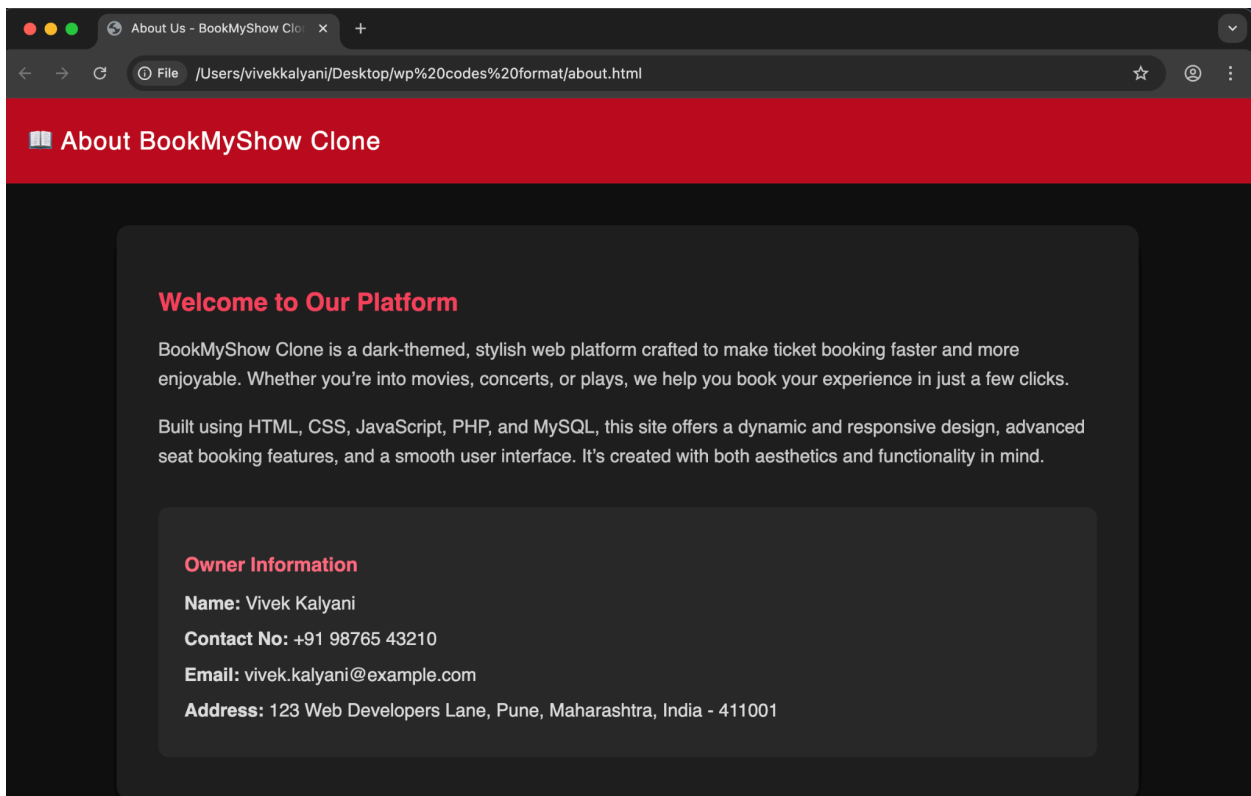 About Us - BookMyShow Clo
File /Users/vivekkalyani/Desktop/wp%20codes%20format/about.html
About BookMyShow Clone
Welcome to Our Platform
BookMyShow Clone is a dark-themed, stylish web platform crafted to make ticket booking faster and more
enjoyable. Whether you’re into movies, concerts, or plays, we help you book your experience in just a few clicks.
Built using HTML, CSS, JavaScript, PHP, and MySQL, this site offers a dynamic and responsive design, advanced
seat booking features, and a smooth user interface. It’s created with both aesthetics and functionality in mind.
Owner Information
Name: Vivek Kalyani
Contact No: +91 98765 43210
Email: vivek.kalyani@example.com
Address: 123 Web Developers Lane, Pune, Maharashtra, India - 411001